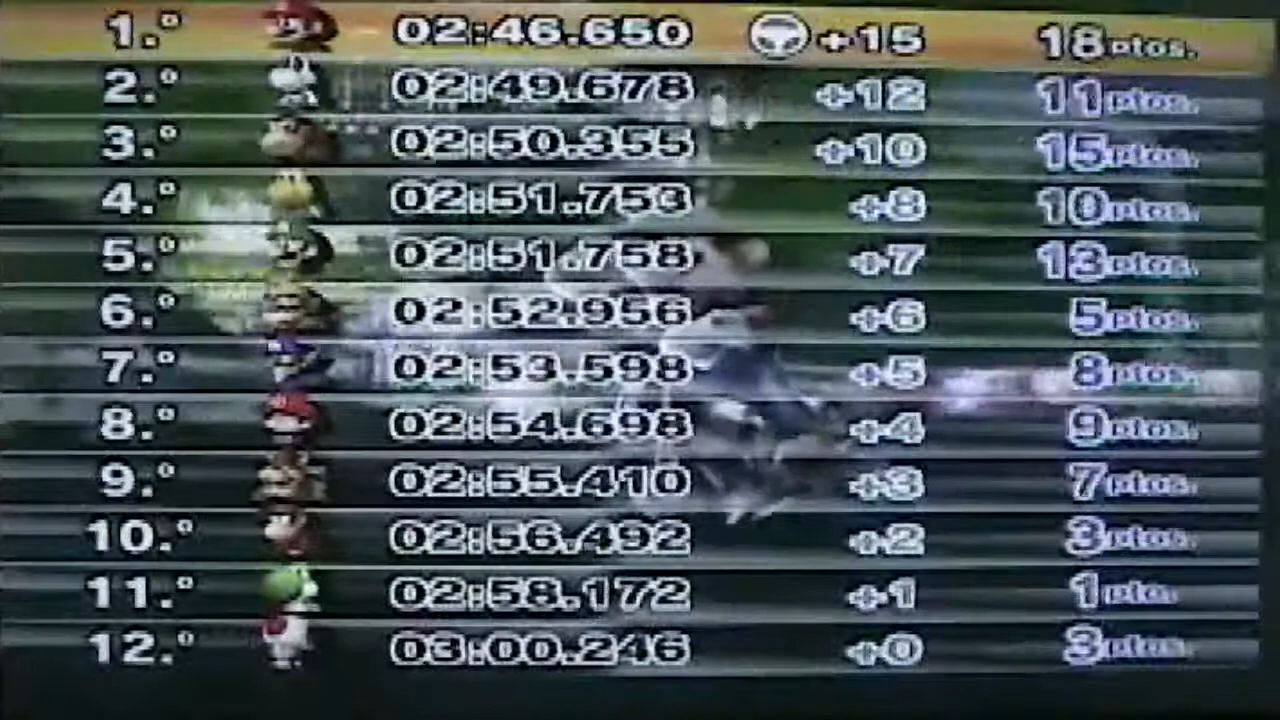 1.º 02:46.650 +15 18ptos.
2.º 02:49.678 +12 11ptos.
3.º 02:50.355 +10 15ptos.
4.º 02:51.753 +8 10ptos.
5.º 02:51.758 +7 13ptos.
6.º 02:52.956 +6 5ptos.
7.º 02:53.598 +5 8ptos.
8.º 02:54.698 +4 9ptos.
9.º 02:55.410 +3 7ptos.
10.º 02:56.492 +2 3ptos.
11.º 02:58.172 +1 1pto.
12.º 03:00.246 +0 3ptos.